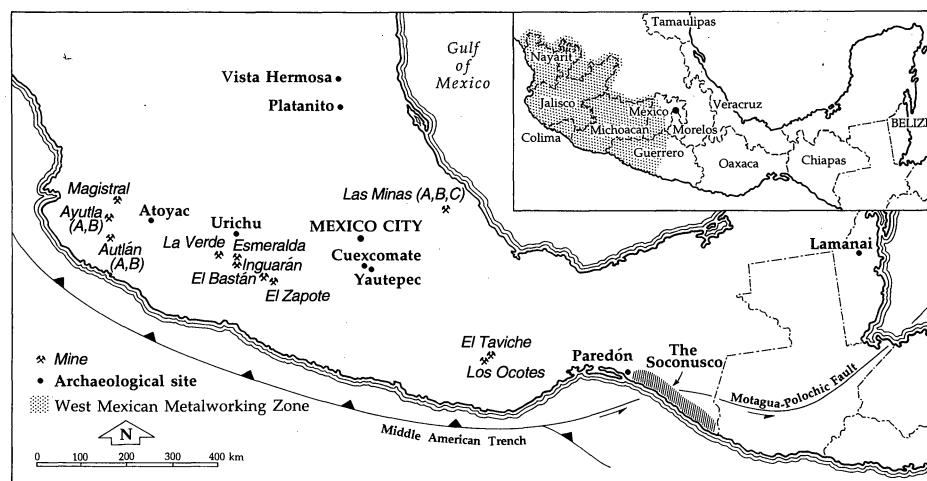 Gulf
of
Mexico
Vista Hermosa
Platanito
Tamaulipas
Nayarit
Jalisco
Colima
Michoacan
México
Morelos
Guerrero
Veracruz
Oaxaca
Chiapas
Magistral
Ayutla
(A,B)
Autlán
(A,B)
Atoyac
Urichu
La Verde
Esmeralda
Inguarán
El Bastán
El Zapote
Las Minas (A,B,C)
MEXICO CITY
Cuexcomate
Yautepec
Lamanai
El Taviche
Los Ocotes
Paredón
The
Soconusco
Motagua-Polochic Fault
Middle American Trench
Mine
Archaeological site
West Mexican Metalworking Zone
N
0 100 200 300 400 km